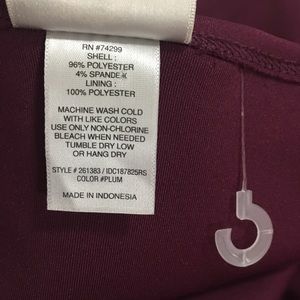 RN #74299
SHELL :
96% POLYESTER
4% SPANDEX
LINING :
100% POLYESTER
MACHINE WASH COLD
WITH LIKE COLORS
USE ONLY NON-CHLORINE
BLEACH WHEN NEEDED
TUMBLE DRY LOW
OR HANG DRY
STYLE # 261383 / IDC187825RS
COLOR #PLUM
MADE IN INDONESIA